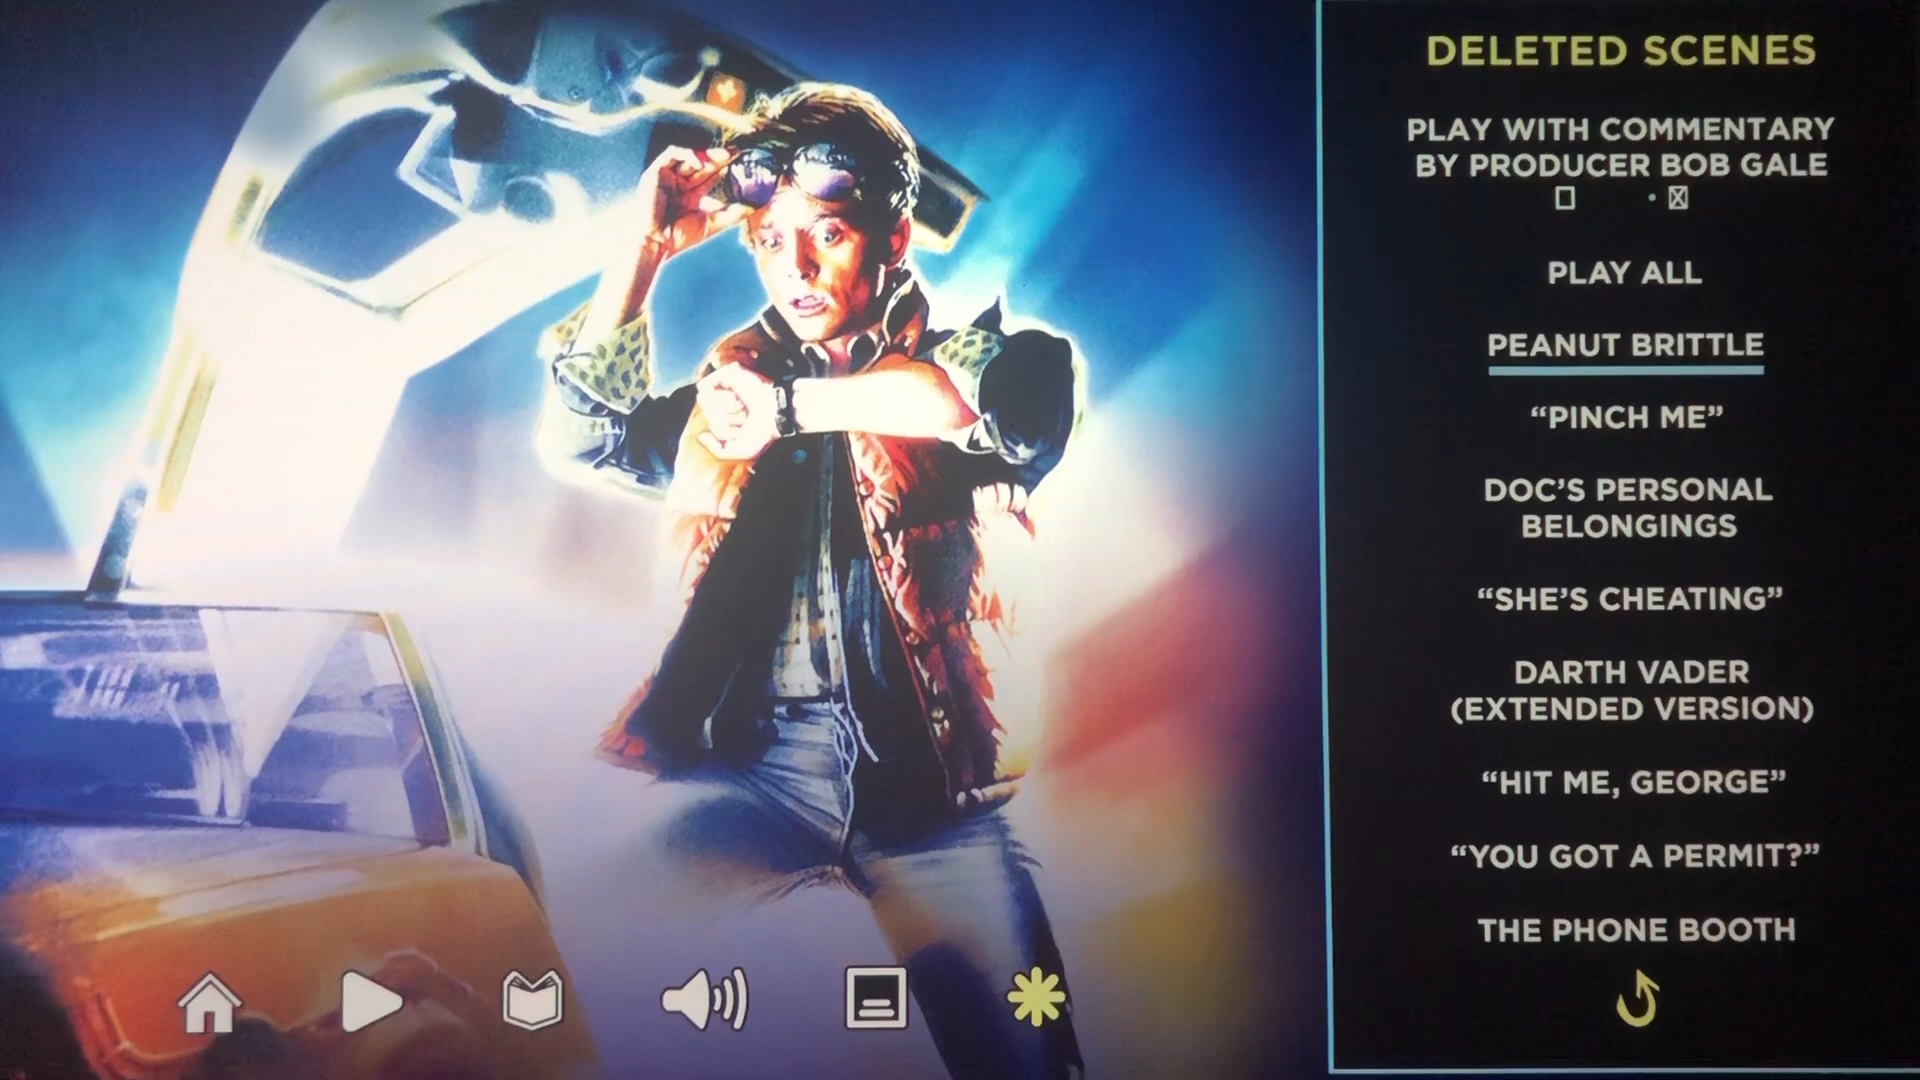 DELETED SCENES
PLAY WITH COMMENTARY
BY PRODUCER BOB GALE
PLAY ALL
PEANUT BRITTLE
“PINCH ME”
DOC’S PERSONAL
BELONGINGS
“SHE’S CHEATING”
DARTH VADER
(EXTENDED VERSION)
“HIT ME, GEORGE”
“YOU GOT A PERMIT?”
THE PHONE BOOTH